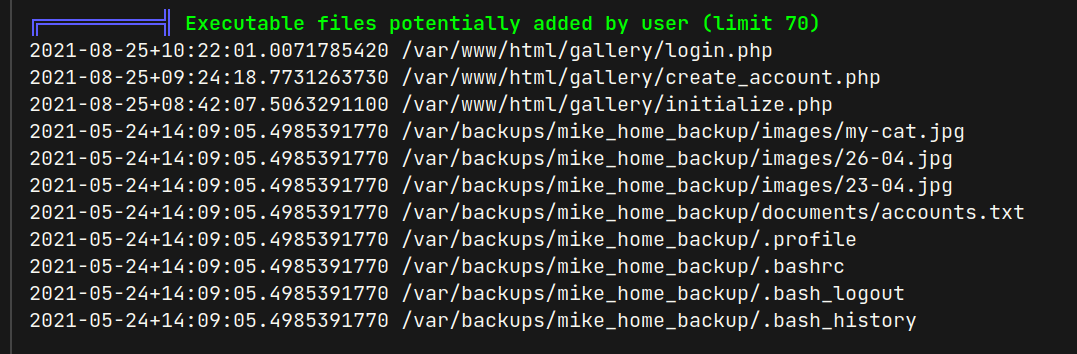 Executable files potentially added by user (limit 70)
2021-08-25+10:22:01.0071785420 /var/www/html/gallery/login.php
2021-08-25+09:24:18.7731263730 /var/www/html/gallery/create_account.php
2021-08-25+08:42:07.5063291100 /var/www/html/gallery/initialize.php
2021-05-24+14:09:05.4985391770 /var/backups/mike_home_backup/images/my-cat.jpg
2021-05-24+14:09:05.4985391770 /var/backups/mike_home_backup/images/26-04.jpg
2021-05-24+14:09:05.4985391770 /var/backups/mike_home_backup/images/23-04.jpg
2021-05-24+14:09:05.4985391770 /var/backups/mike_home_backup/documents/accounts.txt
2021-05-24+14:09:05.4985391770 /var/backups/mike_home_backup/.profile
2021-05-24+14:09:05.4985391770 /var/backups/mike_home_backup/.bashrc
2021-05-24+14:09:05.4985391770 /var/backups/mike_home_backup/.bash_logout
2021-05-24+14:09:05.4985391770 /var/backups/mike_home_backup/.bash_history